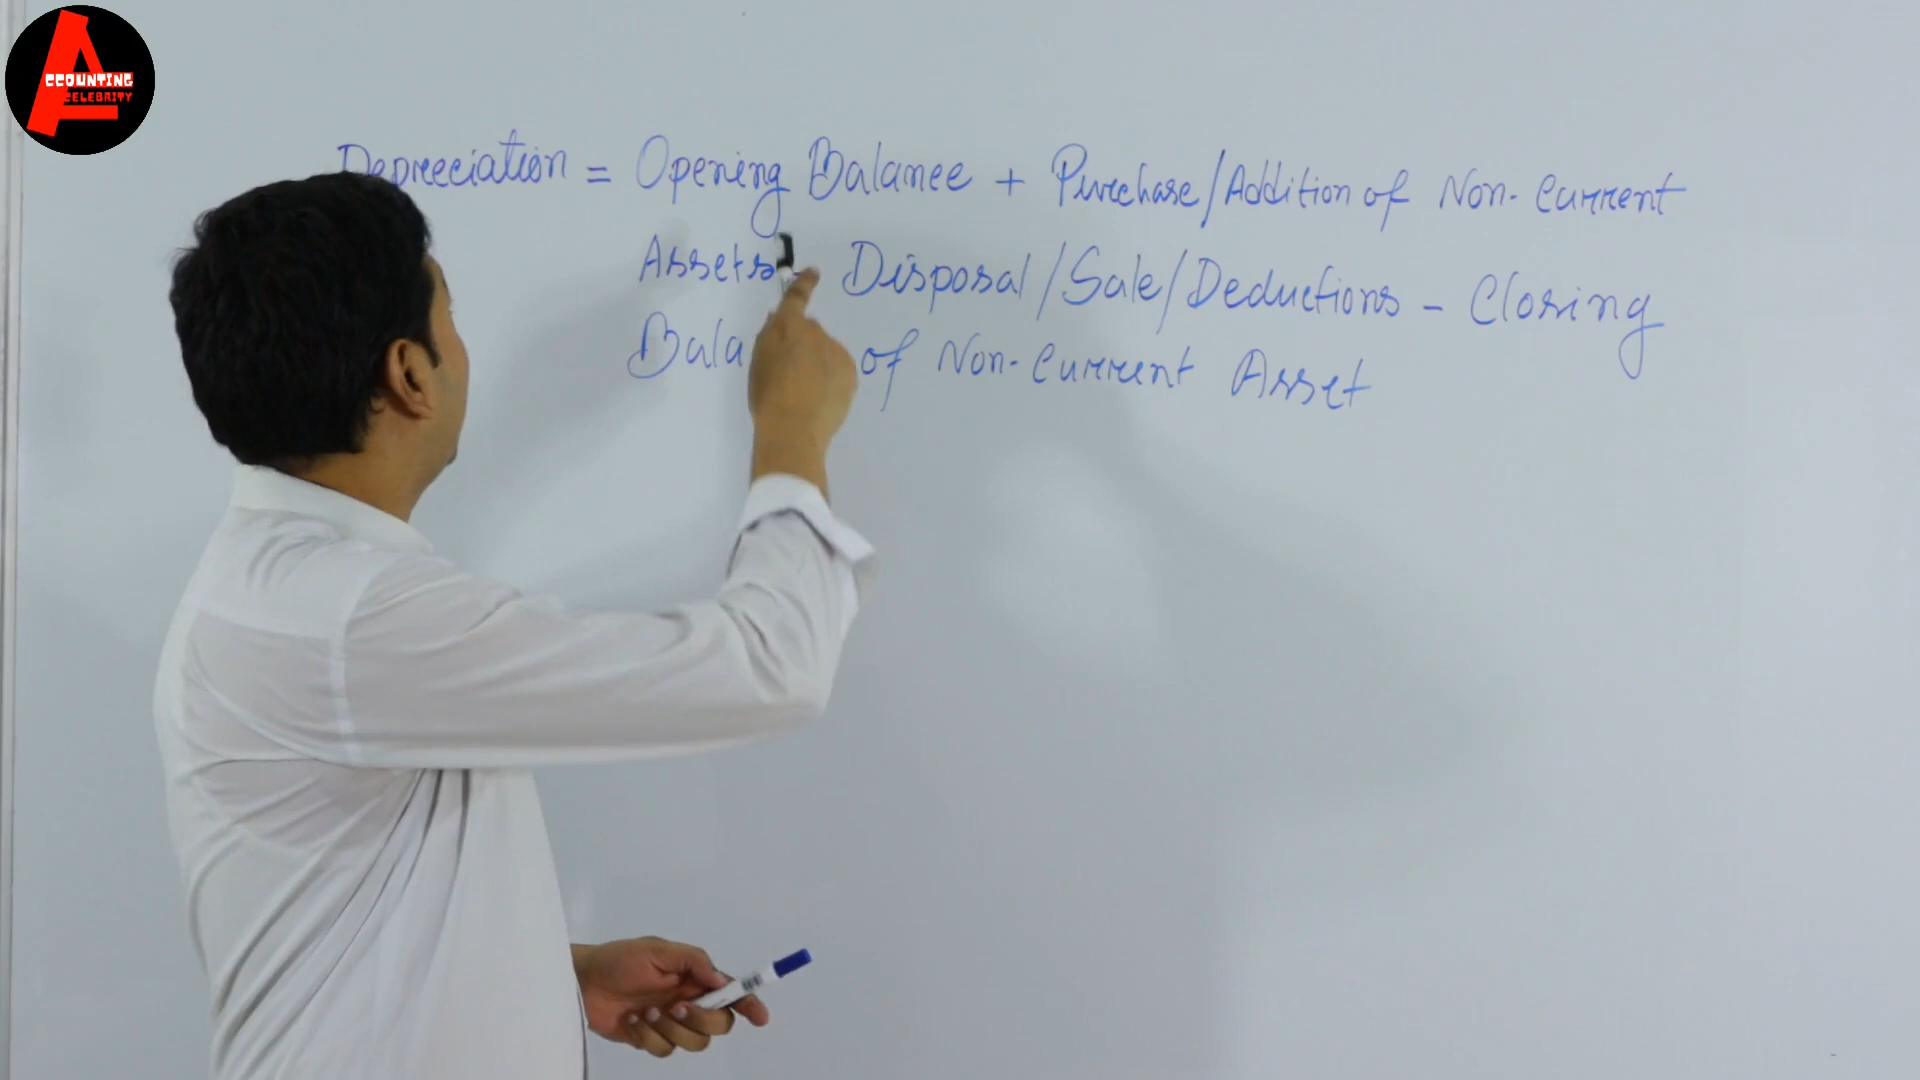 ACCOUNTING
CELEBRITY
Depreciation = Opening Balance + Purchase/Addition of Non-Current
Assets - Disposal/Sale/Deductions - Closing
of Non-Current Asset